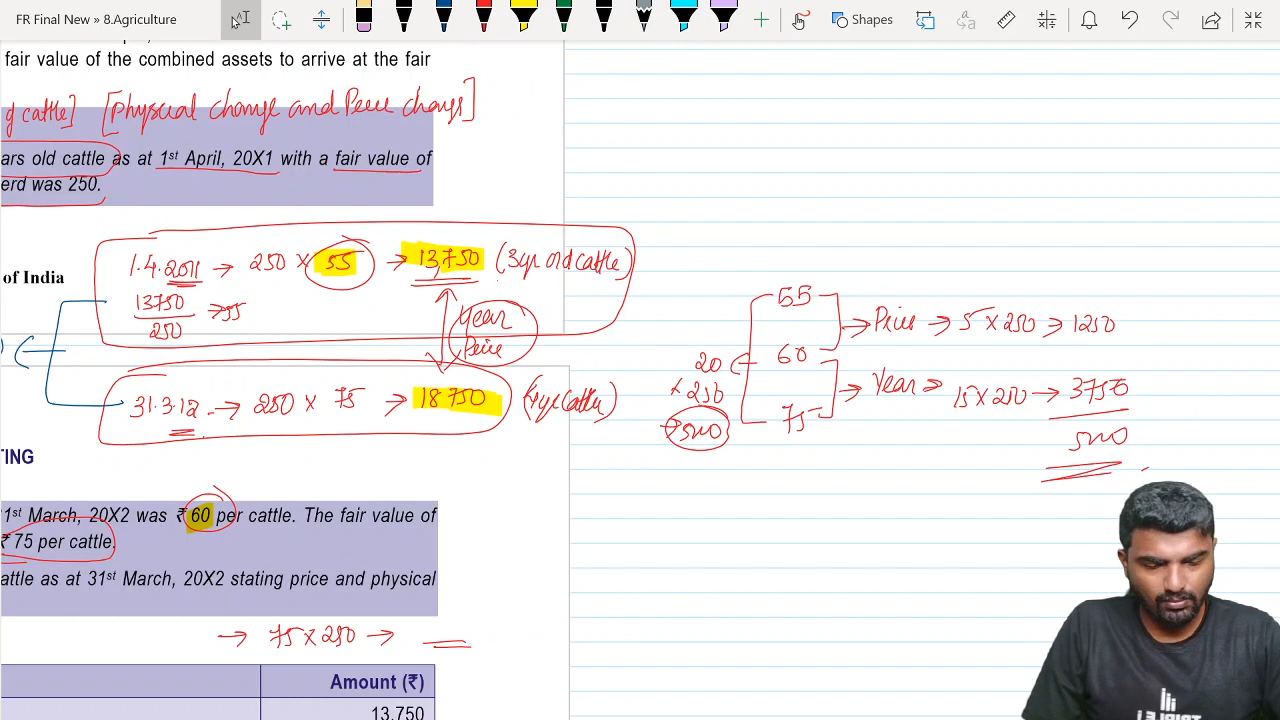 FR Final New » 8.Agriculture
Shapes
fair value of the combined assets to arrive at the fair
g cattle] [Physical change and Price change]
ars old cattle as at 1st April, 20X1 with a fair value of
erd was 250.
1.4.2011 → 250 × 55 → 13,750 (3yr old cattle)
of India
13750
250
→ 55
Year
Price
31.3.12 → 250 × 75 → 18750 (4yr cattle)
55
60
75
Price → 5 × 250 → 1250
Year → 15 × 250 → 3750
5000
20
× 250
5000
TING
1st March, 20X2 was ₹ 60 per cattle. The fair value of
₹ 75 per cattle.
attle as at 31st March, 20X2 stating price and physical
→ 75 × 250 →
Amount (₹)
13,750